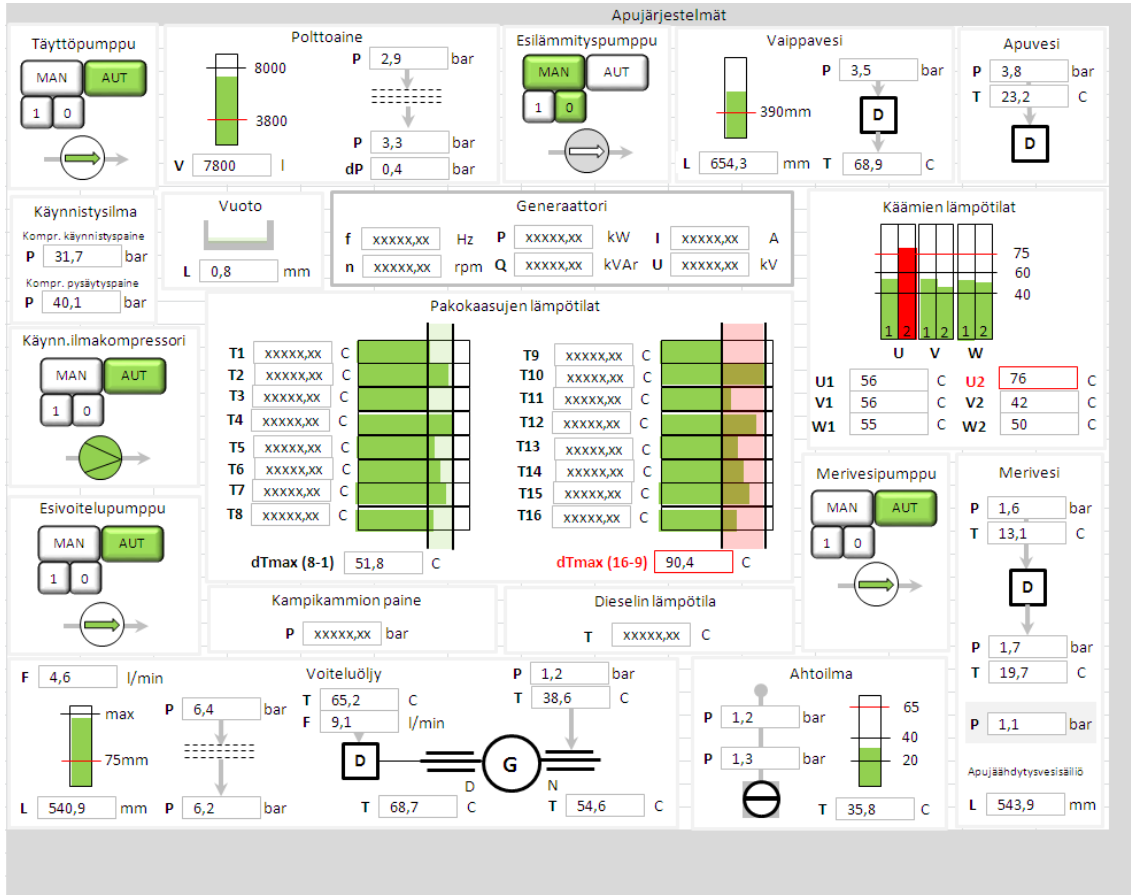 Apujärjestelmät
Täyttöpumppu
MAN AUT
1 0
Polttoaine
8000
3800
V 7800 l
P 2,9 bar
P 3,3 bar
dP 0,4 bar
Esilämmityspumppu
MAN AUT
1 0
Vaippavesi
390mm
L 654,3 mm
P 3,5 bar
D
T 68,9 C
Apuvesi
P 3,8 bar
T 23,2 C
D
Käynnistysilma
Kompr. käynnistyspaine
P 31,7 bar
Kompr. pysäytyspaine
P 40,1 bar
Vuoto
L 0,8 mm
Generaattori
f xxxxx,xx Hz P xxxxx,xx kW I xxxxx,xx A
n xxxxx,xx rpm Q xxxxx,xx kVAr U xxxxx,xx kV
Käämien lämpötilat
75
60
40
1 2 1 2 1 2
U V W
U1 56 C U2 76 C
V1 56 C V2 42 C
W1 55 C W2 50 C
Käynn.ilmakompressori
MAN AUT
1 0
Pakokaasujen lämpötilat
T1 xxxxx,xx C
T2 xxxxx,xx C
T3 xxxxx,xx C
T4 xxxxx,xx C
T5 xxxxx,xx C
T6 xxxxx,xx C
T7 xxxxx,xx C
T8 xxxxx,xx C
dTmax (8-1) 51,8 C
T9 xxxxx,xx C
T10 xxxxx,xx C
T11 xxxxx,xx C
T12 xxxxx,xx C
T13 xxxxx,xx C
T14 xxxxx,xx C
T15 xxxxx,xx C
T16 xxxxx,xx C
dTmax (16-9) 90,4 C
Esivoitelupumppu
MAN AUT
1 0
Merivesipumppu
MAN AUT
1 0
Merivesi
P 1,6 bar
T 13,1 C
D
P 1,7 bar
T 19,7 C
P 1,1 bar
Apujäähdytysvesisäiliö
L 543,9 mm
Kampikammion paine
P xxxxx,xx bar
Dieselin lämpötila
T xxxxx,xx C
Voiteluöljy
F 4,6 l/min
max
75mm
L 540,9 mm
P 6,4 bar
P 6,2 bar
T 65,2 C
F 9,1 l/min
D
D
T 68,7 C
G
P 1,2 bar
T 38,6 C
N
T 54,6 C
Ahtoilma
P 1,2 bar
P 1,3 bar
65
40
20
T 35,8 C